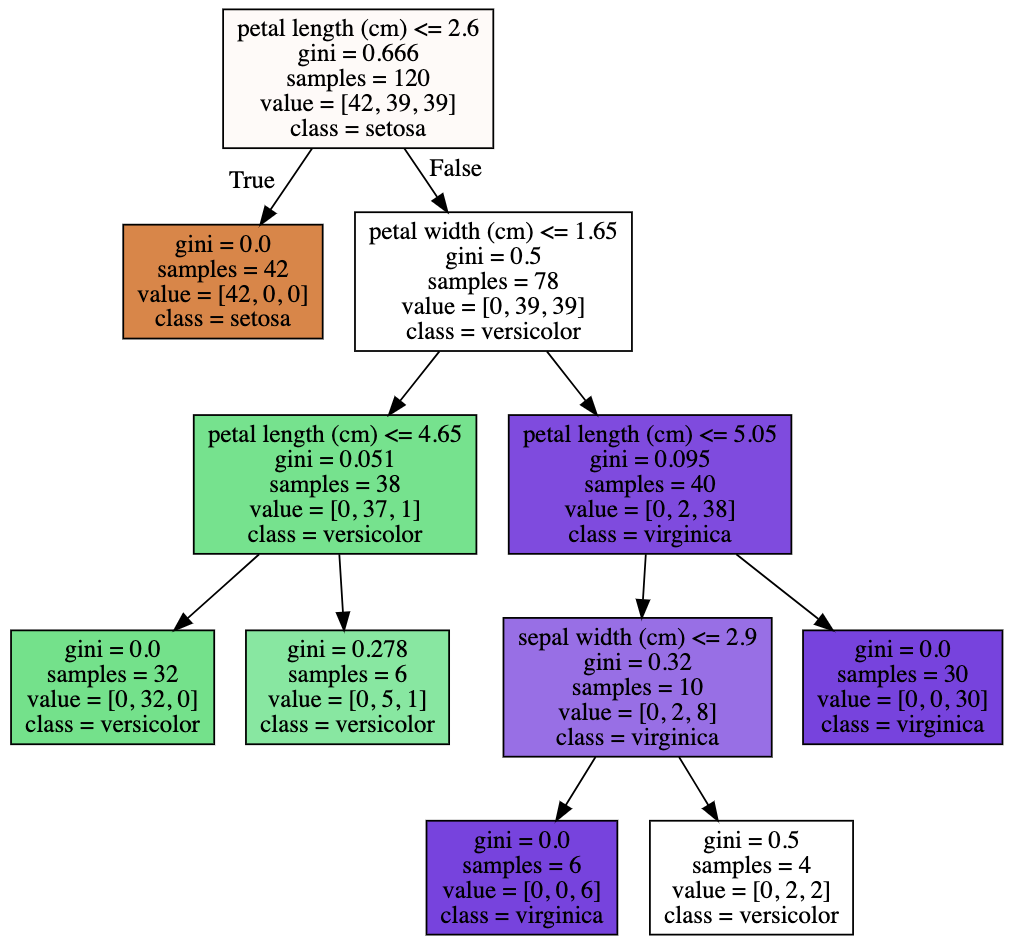 petal length (cm) <= 2.6
gini = 0.666
samples = 120
value = [42, 39, 39]
class = setosa
True
False
gini = 0.0
samples = 42
value = [42, 0, 0]
class = setosa
petal width (cm) <= 1.65
gini = 0.5
samples = 78
value = [0, 39, 39]
class = versicolor
petal length (cm) <= 4.65
gini = 0.051
samples = 38
value = [0, 37, 1]
class = versicolor
petal length (cm) <= 5.05
gini = 0.095
samples = 40
value = [0, 2, 38]
class = virginica
gini = 0.0
samples = 32
value = [0, 32, 0]
class = versicolor
gini = 0.278
samples = 6
value = [0, 5, 1]
class = versicolor
sepal width (cm) <= 2.9
gini = 0.32
samples = 10
value = [0, 2, 8]
class = virginica
gini = 0.0
samples = 30
value = [0, 0, 30]
class = virginica
gini = 0.0
samples = 6
value = [0, 0, 6]
class = virginica
gini = 0.5
samples = 4
value = [0, 2, 2]
class = versicolor